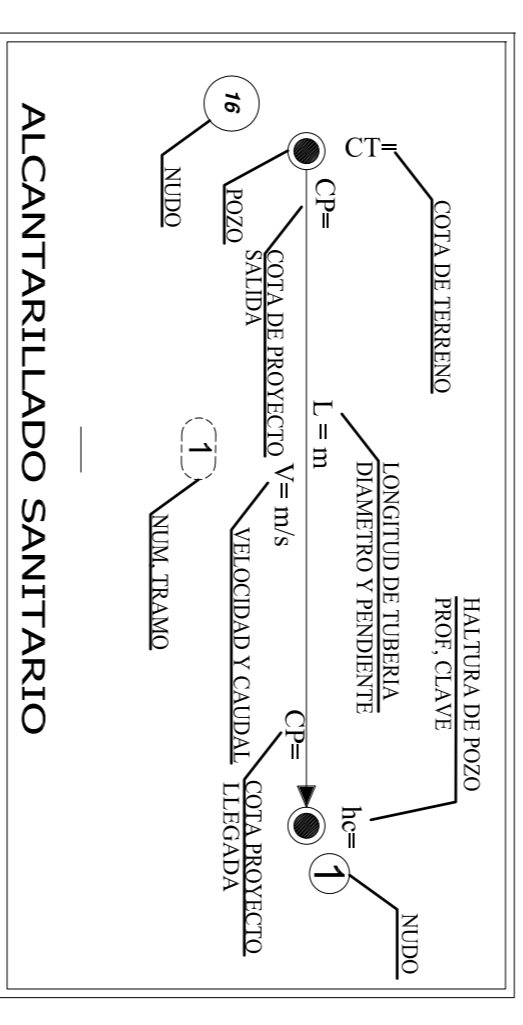 HALTURA DE POZO
PROF, CLAVE
COTA DE TERRENO
NUDO
LONGITUD DE TUBERIA
DIAMETRO Y PENDIENTE
CT=
hc=
1
CP=
L = m
CP=
16
POZO
COTA DE PROYECTO
SALIDA
V= m/s
VELOCIDAD Y CAUDAL
COTA PROYECTO
LLEGADA
NUDO
1
NUM, TRAMO
ALCANTARILLADO SANITARIO